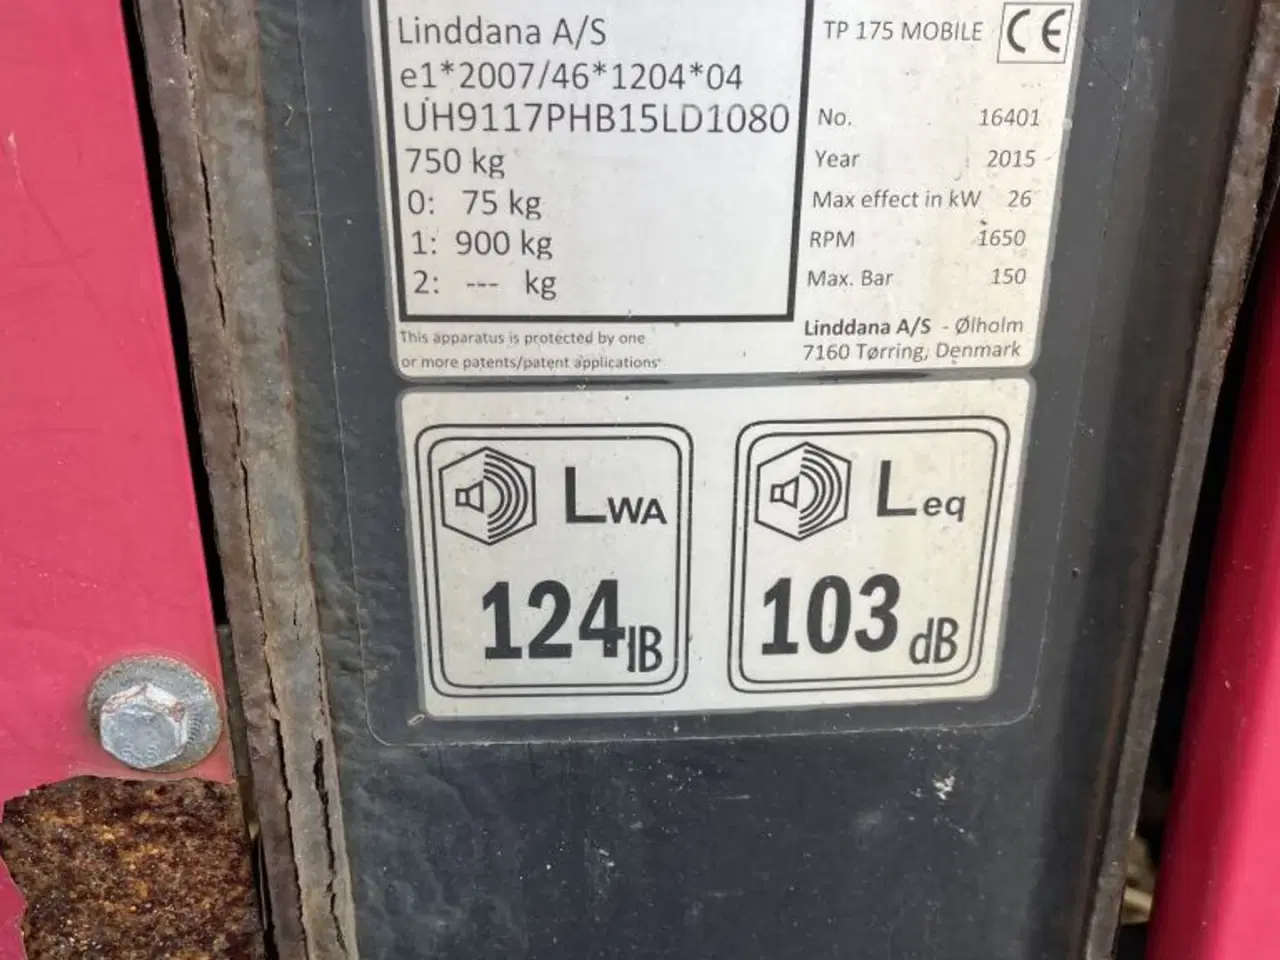 Linddana A/S
e1*2007/46*1204*04
UH9117PHB15LD1080
750 kg
0: 75 kg
1: 900 kg
2: --- kg
This apparatus is protected by one
or more patents/patent applications
TP 175 MOBILE CE
No. 16401
Year 2015
Max effect in kW 26
RPM 1650
Max. Bar 150
Linddana A/S - Ølholm
7160 Tørring, Denmark
LWA
124 lB
Leq
103 dB